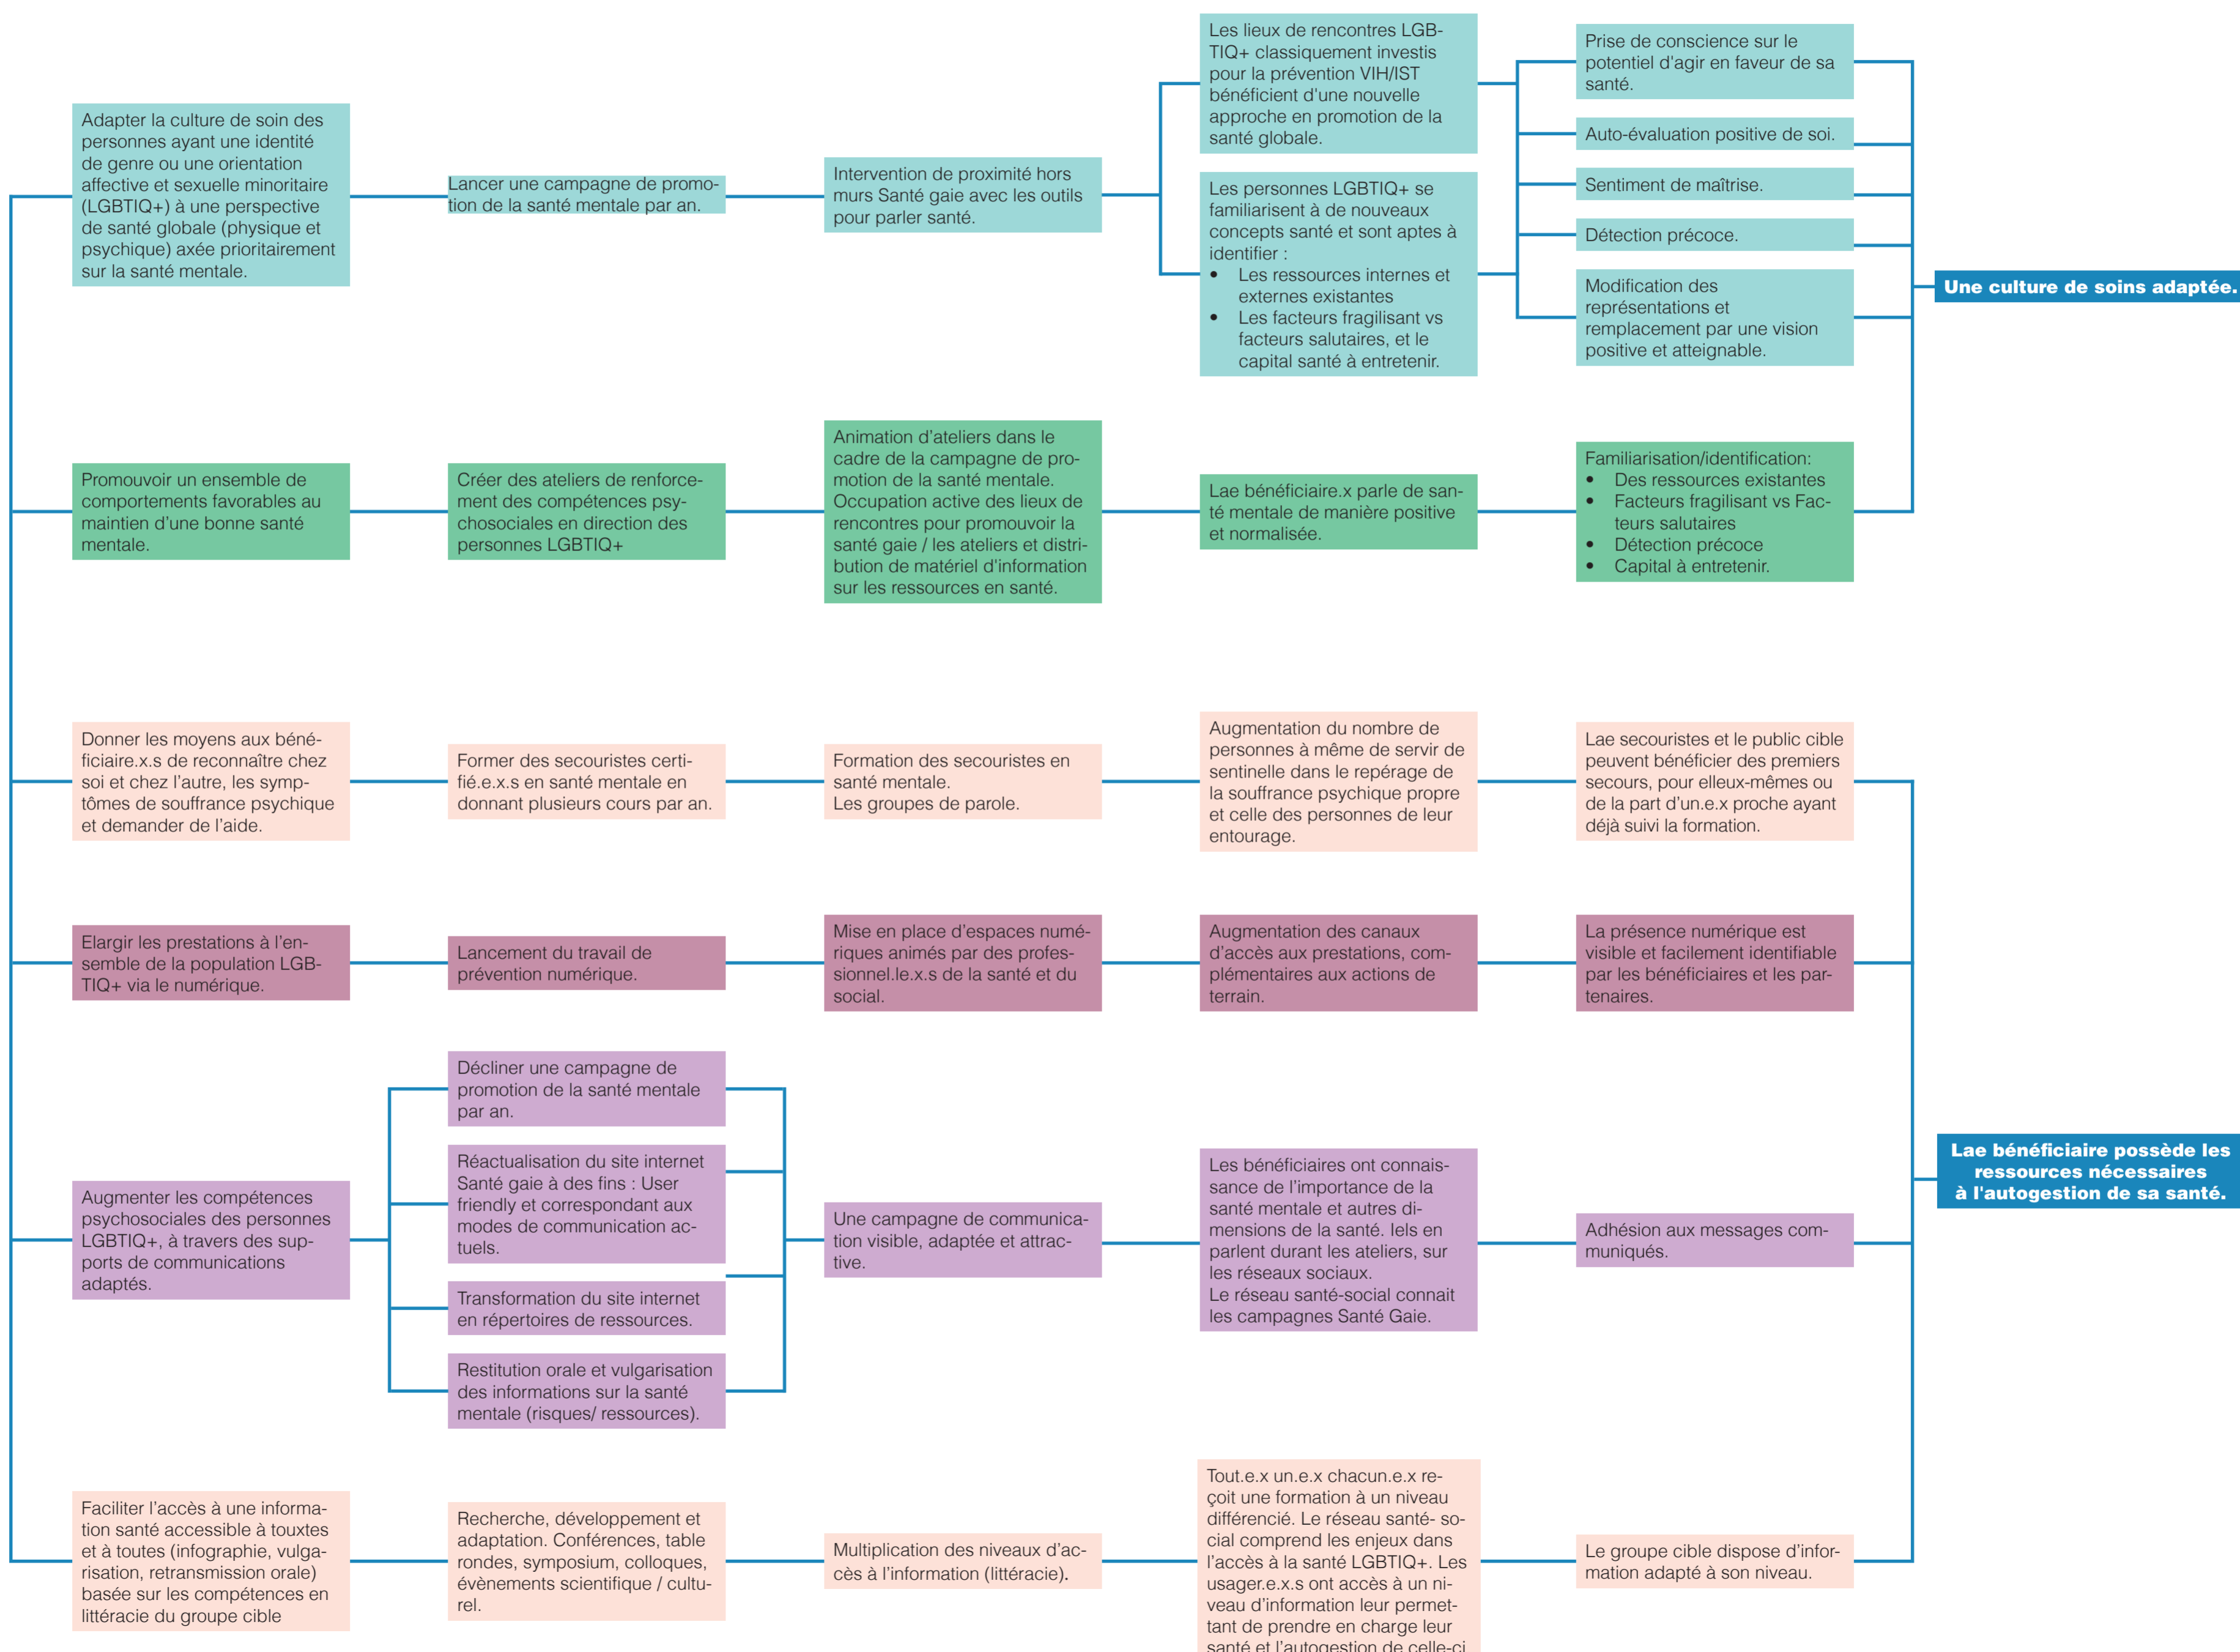 Adapter la culture de soin des
personnes ayant une identité
de genre ou une orientation
affective et sexuelle minoritaire
(LGBTIQ+) à une perspective
de santé globale (physique et
psychique) axée prioritairement
sur la santé mentale.
Lancer une campagne de promo-
tion de la santé mentale par an.
Intervention de proximité hors
murs Santé gaie avec les outils
pour parler santé.
Les lieux de rencontres LGB-
TIQ+ classiquement investis
pour la prévention VIH/IST
bénéficient d'une nouvelle
approche en promotion de la
santé globale.
Les personnes LGBTIQ+ se
familiarisent à de nouveaux
concepts santé et sont aptes à
identifier :
• Les ressources internes et
externes existantes
• Les facteurs fragilisant vs
facteurs salutaires, et le
capital santé à entretenir.
Prise de conscience sur le
potentiel d'agir en faveur de sa
santé.
Auto-évaluation positive de soi.
Sentiment de maîtrise.
Détection précoce.
Modification des
représentations et
remplacement par une vision
positive et atteignable.
Une culture de soins adaptée.
Promouvoir un ensemble de
comportements favorables au
maintien d'une bonne santé
mentale.
Créer des ateliers de renforce-
ment des compétences psy-
chosociales en direction des
personnes LGBTIQ+
Animation d'ateliers dans le
cadre de la campagne de pro-
motion de la santé mentale.
Occupation active des lieux de
rencontres pour promouvoir la
santé gaie / les ateliers et distri-
bution de matériel d'information
sur les ressources en santé.
Lae bénéficiaire.x parle de san-
té mentale de manière positive
et normalisée.
Familiarisation/identification:
• Des ressources existantes
• Facteurs fragilisant vs Fac-
teurs salutaires
• Détection précoce
• Capital à entretenir.
Donner les moyens aux béné-
ficiaire.x.s de reconnaître chez
soi et chez l'autre, les symp-
tômes de souffrance psychique
et demander de l'aide.
Former des secouristes certi-
fié.e.x.s en santé mentale en
donnant plusieurs cours par an.
Formation des secouristes en
santé mentale.
Les groupes de parole.
Augmentation du nombre de
personnes à même de servir de
sentinelle dans le repérage de
la souffrance psychique propre
et celle des personnes de leur
entourage.
Lae secouristes et le public cible
peuvent bénéficier des premiers
secours, pour elleux-mêmes ou
de la part d'un.e.x proche ayant
déjà suivi la formation.
Elargir les prestations à l'en-
semble de la population LGB-
TIQ+ via le numérique.
Lancement du travail de
prévention numérique.
Mise en place d'espaces numé-
riques animés par des profes-
sionnel.le.x.s de la santé et du
social.
Augmentation des canaux
d'accès aux prestations, com-
plémentaires aux actions de
terrain.
La présence numérique est
visible et facilement identifiable
par les bénéficiaires et les par-
tenaires.
Augmenter les compétences
psychosociales des personnes
LGBTIQ+, à travers des sup-
ports de communications
adaptés.
Décliner une campagne de
promotion de la santé mentale
par an.
Réactualisation du site internet
Santé gaie à des fins : User
friendly et correspondant aux
modes de communication ac-
tuels.
Transformation du site internet
en répertoires de ressources.
Restitution orale et vulgarisation
des informations sur la santé
mentale (risques/ ressources).
Une campagne de communica-
tion visible, adaptée et attrac-
tive.
Les bénéficiaires ont connais-
sance de l'importance de la
santé mentale et autres di-
mensions de la santé. Iels en
parlent durant les ateliers, sur
les réseaux sociaux.
Le réseau santé-social connait
les campagnes Santé Gaie.
Adhésion aux messages com-
muniqués.
Lae bénéficiaire possède les
ressources nécessaires
à l'autogestion de sa santé.
Faciliter l'accès à une informa-
tion santé accessible à touxtes
et à toutes (infographie, vulga-
risation, retransmission orale)
basée sur les compétences en
littéracie du groupe cible
Recherche, développement et
adaptation. Conférences, table
rondes, symposium, colloques,
évènements scientifique / cultu-
rel.
Multiplication des niveaux d'ac-
cès à l'information (littéracie).
Tout.e.x un.e.x chacun.e.x re-
çoit une formation à un niveau
différencié. Le réseau santé- so-
cial comprend les enjeux dans
l'accès à la santé LGBTIQ+. Les
usager.e.x.s ont accès à un ni-
veau d'information leur permet-
tant de prendre en charge leur
santé et l'autogestion de celle-ci
Le groupe cible dispose d'infor-
mation adapté à son niveau.